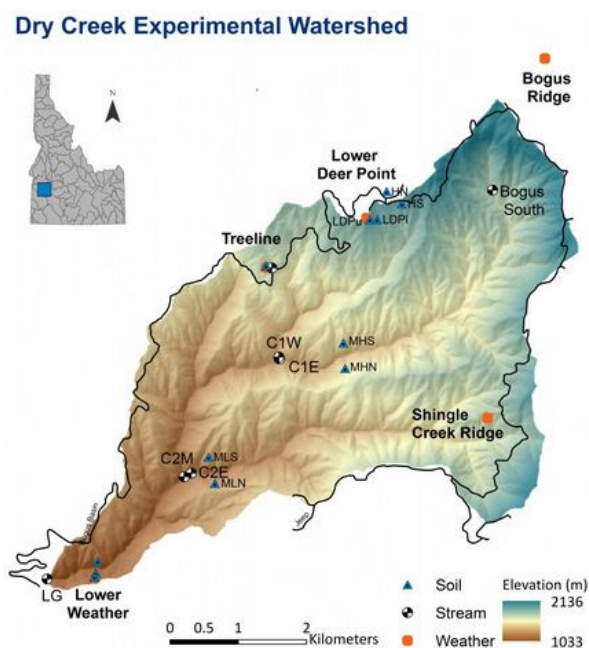 Dry Creek Experimental Watershed
N
Bogus
Ridge
Lower
Deer Point
HN
HS
Bogus
South
LDPu
LDPl
Treeline
C1W
C1E
MHS
MHN
Shingle
Creek Ridge
C2M
C2E
MLS
MLN
Jeep
LG
Lower
Weather
Soil
Stream
Weather
Elevation (m)
2136
1033
0 0.5 1 2
Kilometers